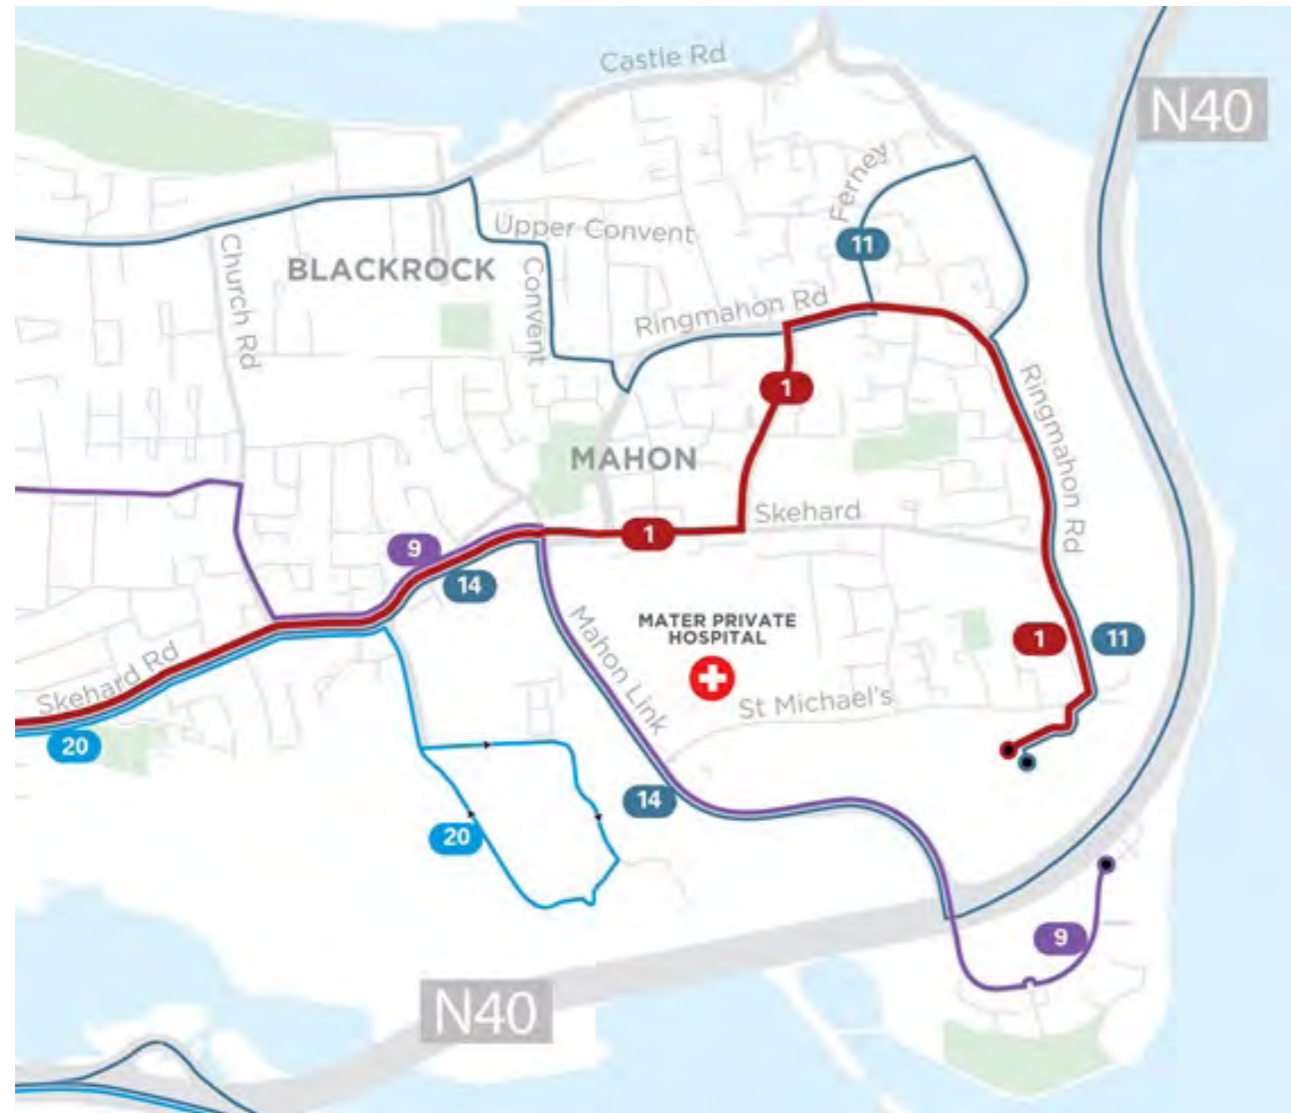 Castle Rd
N40
Ferney
Upper Convent
11
Church Rd
BLACKROCK
Convent
Ringmahon Rd
1
Ringmahon Rd
MAHON
Skehard
1
9
14
Mahon Link
MATER PRIVATE
HOSPITAL
1
11
Skehard Rd
St Michael's
20
14
20
9
N40